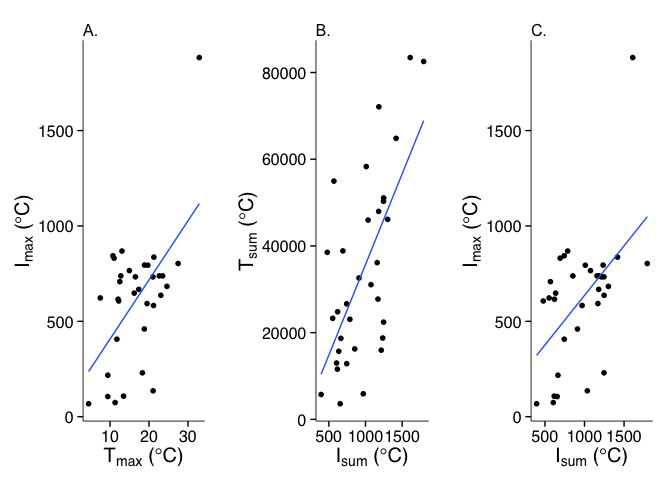 A.
1500
1000
500
0
10 20 30
Imax (°C)
Tmax (°C)
B.
80000
60000
40000
20000
0
500 1000 1500
Tsum (°C)
Isum (°C)
C.
1500
1000
500
0
500 1000 1500
Imax (°C)
Isum (°C)